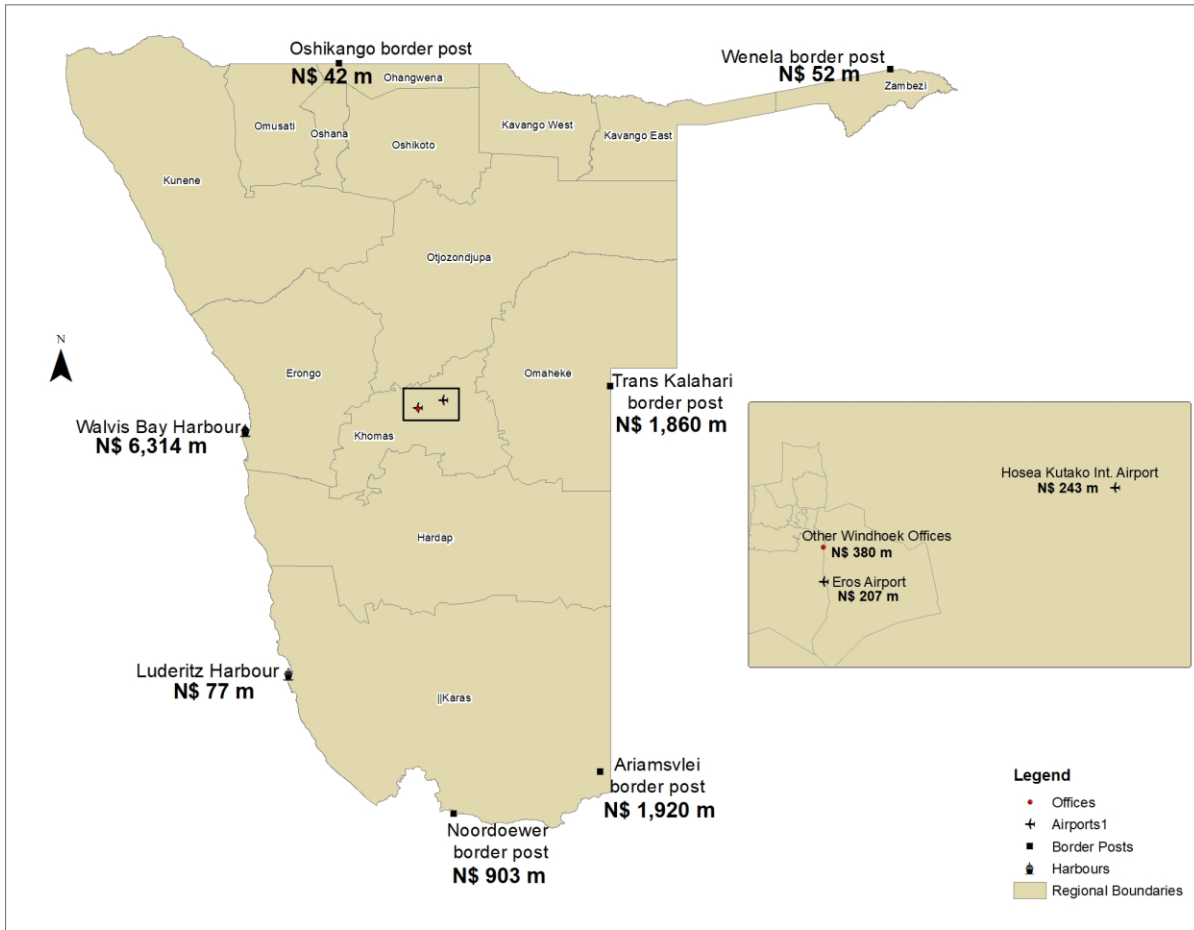 Oshikango border post
N$ 42 m
Wenela border post
N$ 52 m
Zambezi
Ohangwena
Omusati
Oshana
Oshikoto
Kavango West
Kavango East
Kunene
Otjozondjupa
N
Erongo
Omaheke
Trans Kalahari
border post
N$ 1,860 m
Walvis Bay Harbour
N$ 6,314 m
Khomas
Hosea Kutako Int. Airport
N$ 243 m
Other Windhoek Offices
N$ 380 m
Eros Airport
N$ 207 m
Hardap
Luderitz Harbour
N$ 77 m
||Karas
Ariamsvlei
border post
N$ 1,920 m
Noordoewer
border post
N$ 903 m
Legend
Offices
Airports1
Border Posts
Harbours
Regional Boundaries